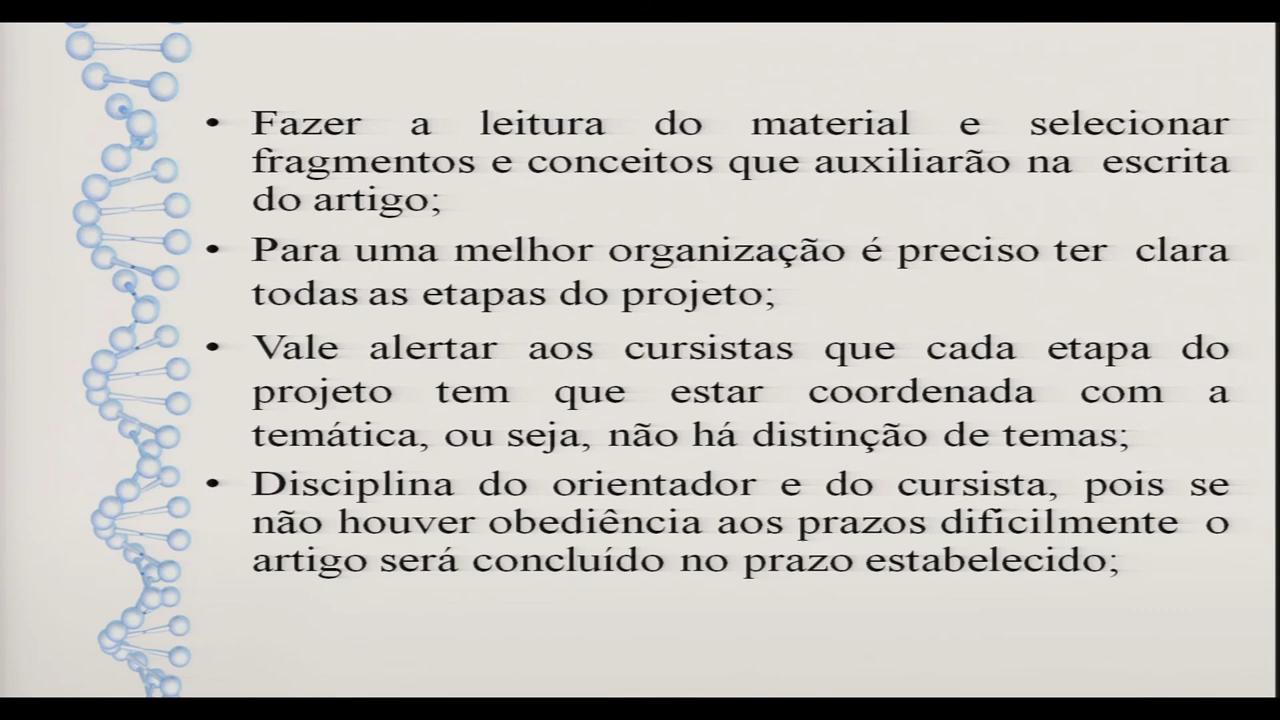 • Fazer a leitura do material e selecionar
fragmentos e conceitos que auxiliarão na escrita
do artigo;
• Para uma melhor organização é preciso ter clara
todas as etapas do projeto;
• Vale alertar aos cursistas que cada etapa do
projeto tem que estar coordenada com a
temática, ou seja, não há distinção de temas;
• Disciplina do orientador e do cursista, pois se
não houver obediência aos prazos dificilmente o
artigo será concluído no prazo estabelecido;